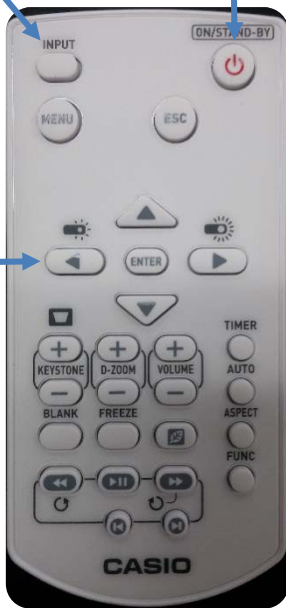 ON/STAND-BY
INPUT
MENU ESC
ENTER
TIMER
KEYSTONE D-ZOOM VOLUME
AUTO
BLANK FREEZE ASPECT
FUNC
CASIO